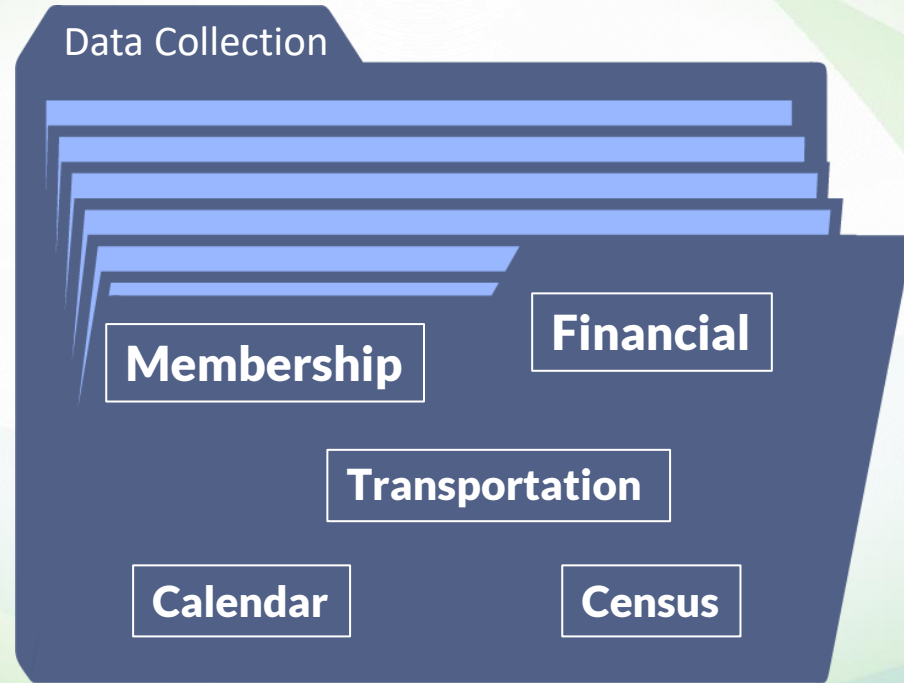 Data Collection
Financial
Membership
Transportation
Calendar
Census